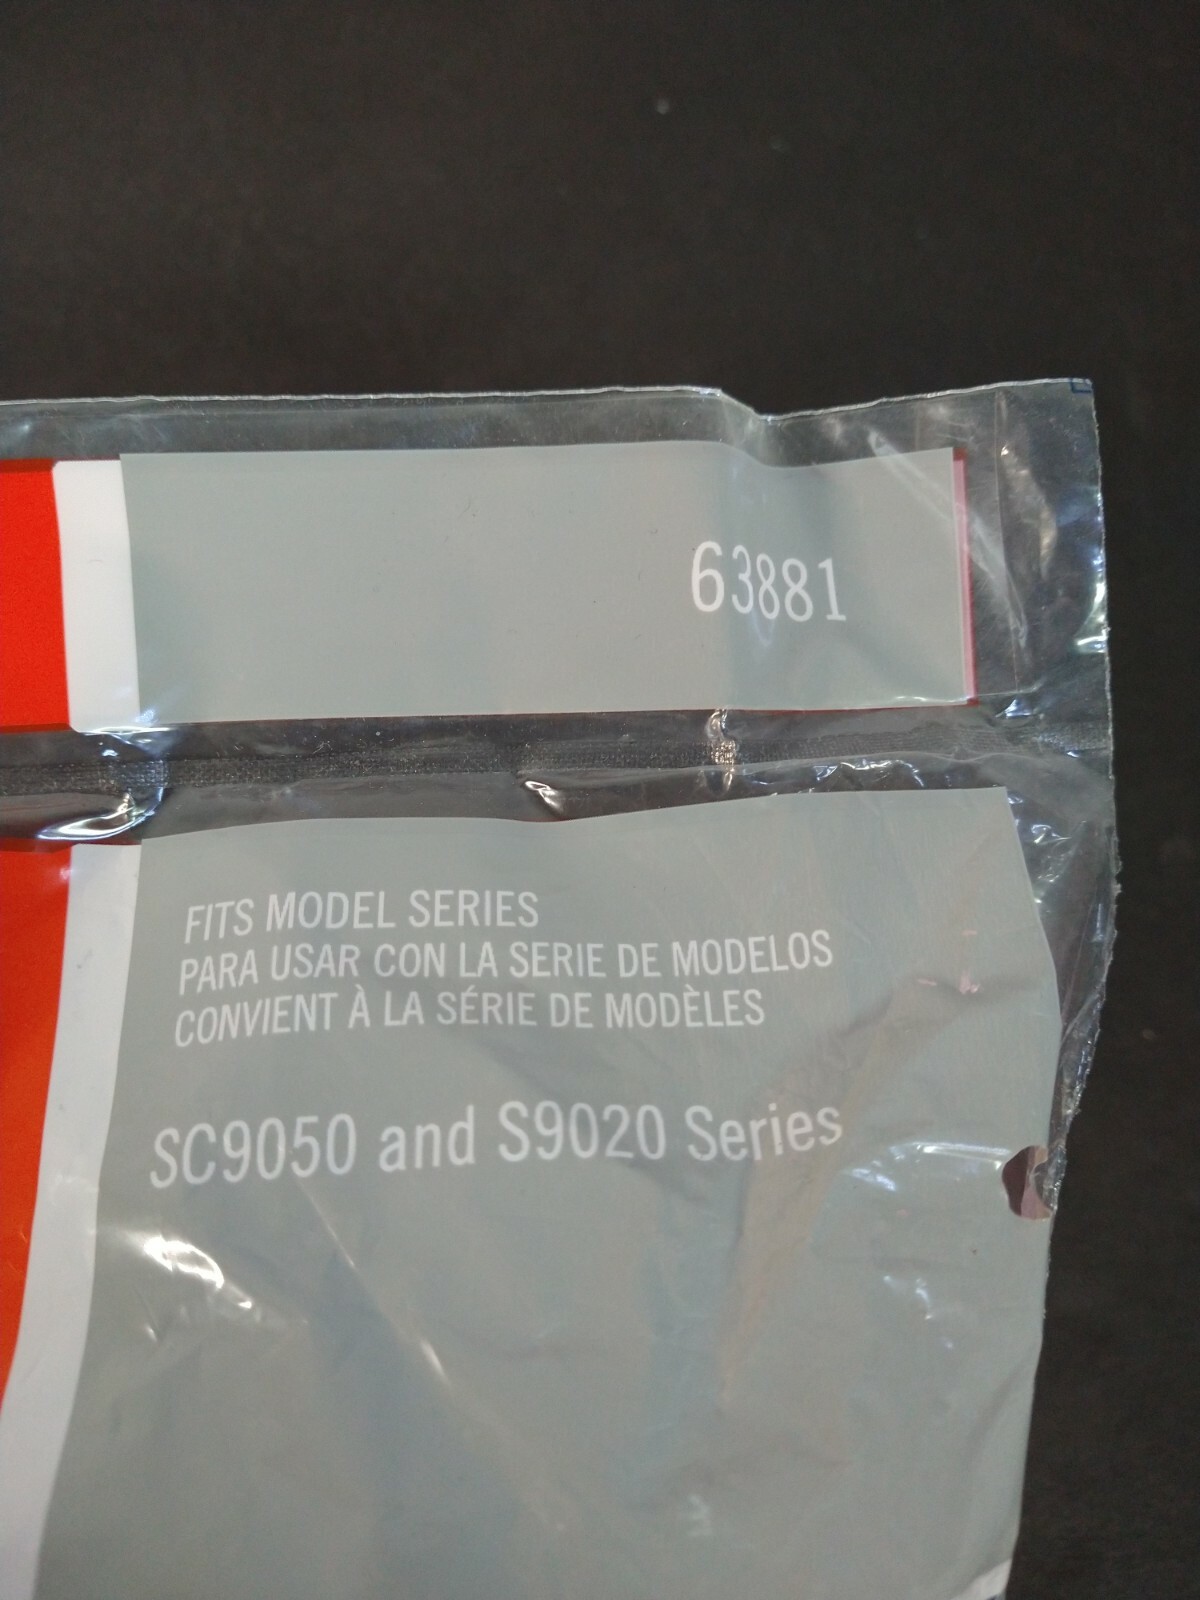 63881
FITS MODEL SERIES
PARA USAR CON LA SERIE DE MODELOS
CONVIENT À LA SÉRIE DE MODÈLES
SC9050 and S9020 Series